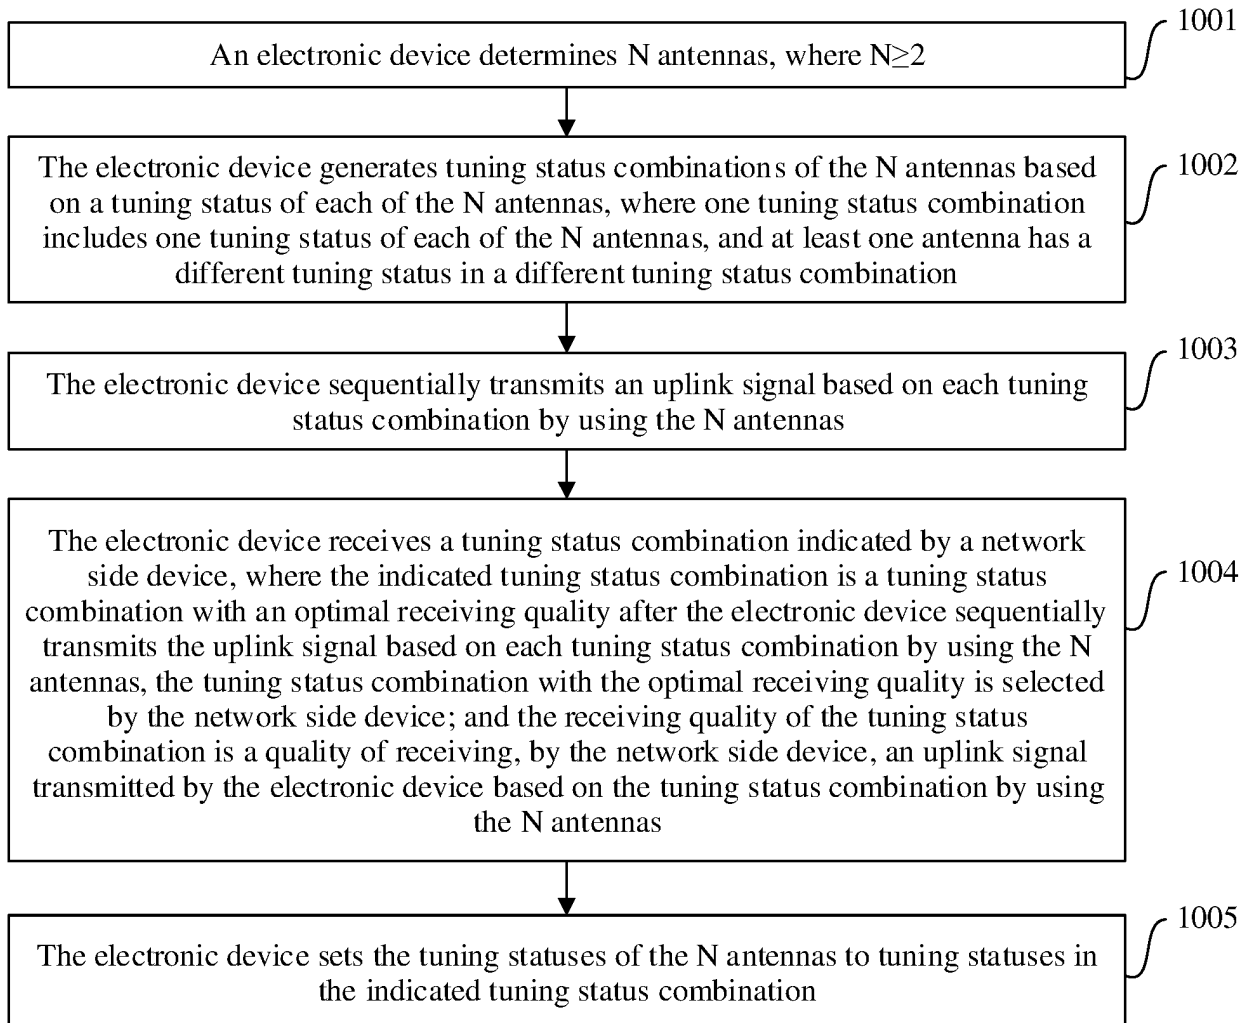 1001
An electronic device determines N antennas, where N≥2
1002
The electronic device generates tuning status combinations of the N antennas based
on a tuning status of each of the N antennas, where one tuning status combination
includes one tuning status of each of the N antennas, and at least one antenna has a
different tuning status in a different tuning status combination
1003
The electronic device sequentially transmits an uplink signal based on each tuning
status combination by using the N antennas
1004
The electronic device receives a tuning status combination indicated by a network
side device, where the indicated tuning status combination is a tuning status
combination with an optimal receiving quality after the electronic device sequentially
transmits the uplink signal based on each tuning status combination by using the N
antennas, the tuning status combination with the optimal receiving quality is selected
by the network side device; and the receiving quality of the tuning status
combination is a quality of receiving, by the network side device, an uplink signal
transmitted by the electronic device based on the tuning status combination by using
the N antennas
1005
The electronic device sets the tuning statuses of the N antennas to tuning statuses in
the indicated tuning status combination